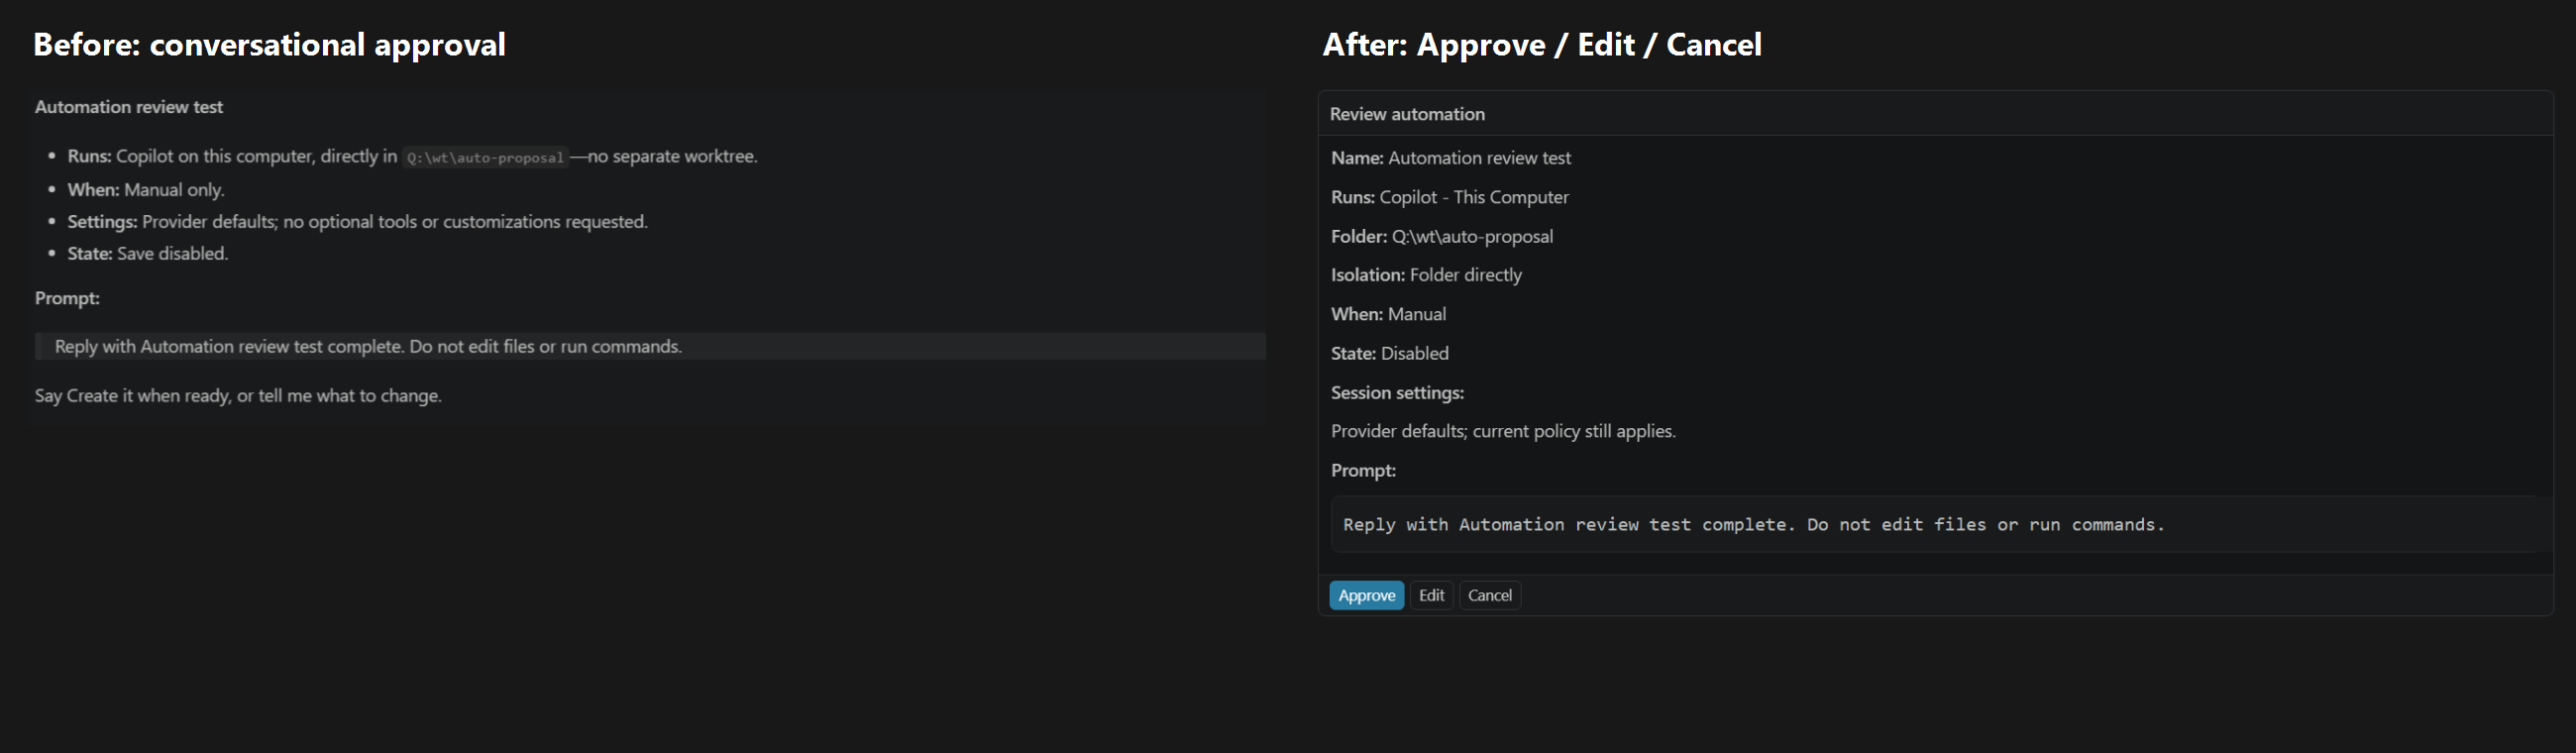 Before: conversational approval
Automation review test
• Runs: Copilot on this computer, directly in Q:\wt\auto-proposal—no separate worktree.
• When: Manual only.
• Settings: Provider defaults; no optional tools or customizations requested.
• State: Save disabled.
Prompt:
Reply with Automation review test complete. Do not edit files or run commands.
Say Create it when ready, or tell me what to change.
After: Approve / Edit / Cancel
Review automation
Name: Automation review test
Runs: Copilot - This Computer
Folder: Q:\wt\auto-proposal
Isolation: Folder directly
When: Manual
State: Disabled
Session settings:
Provider defaults; current policy still applies.
Prompt:
Reply with Automation review test complete. Do not edit files or run commands.
Approve Edit Cancel